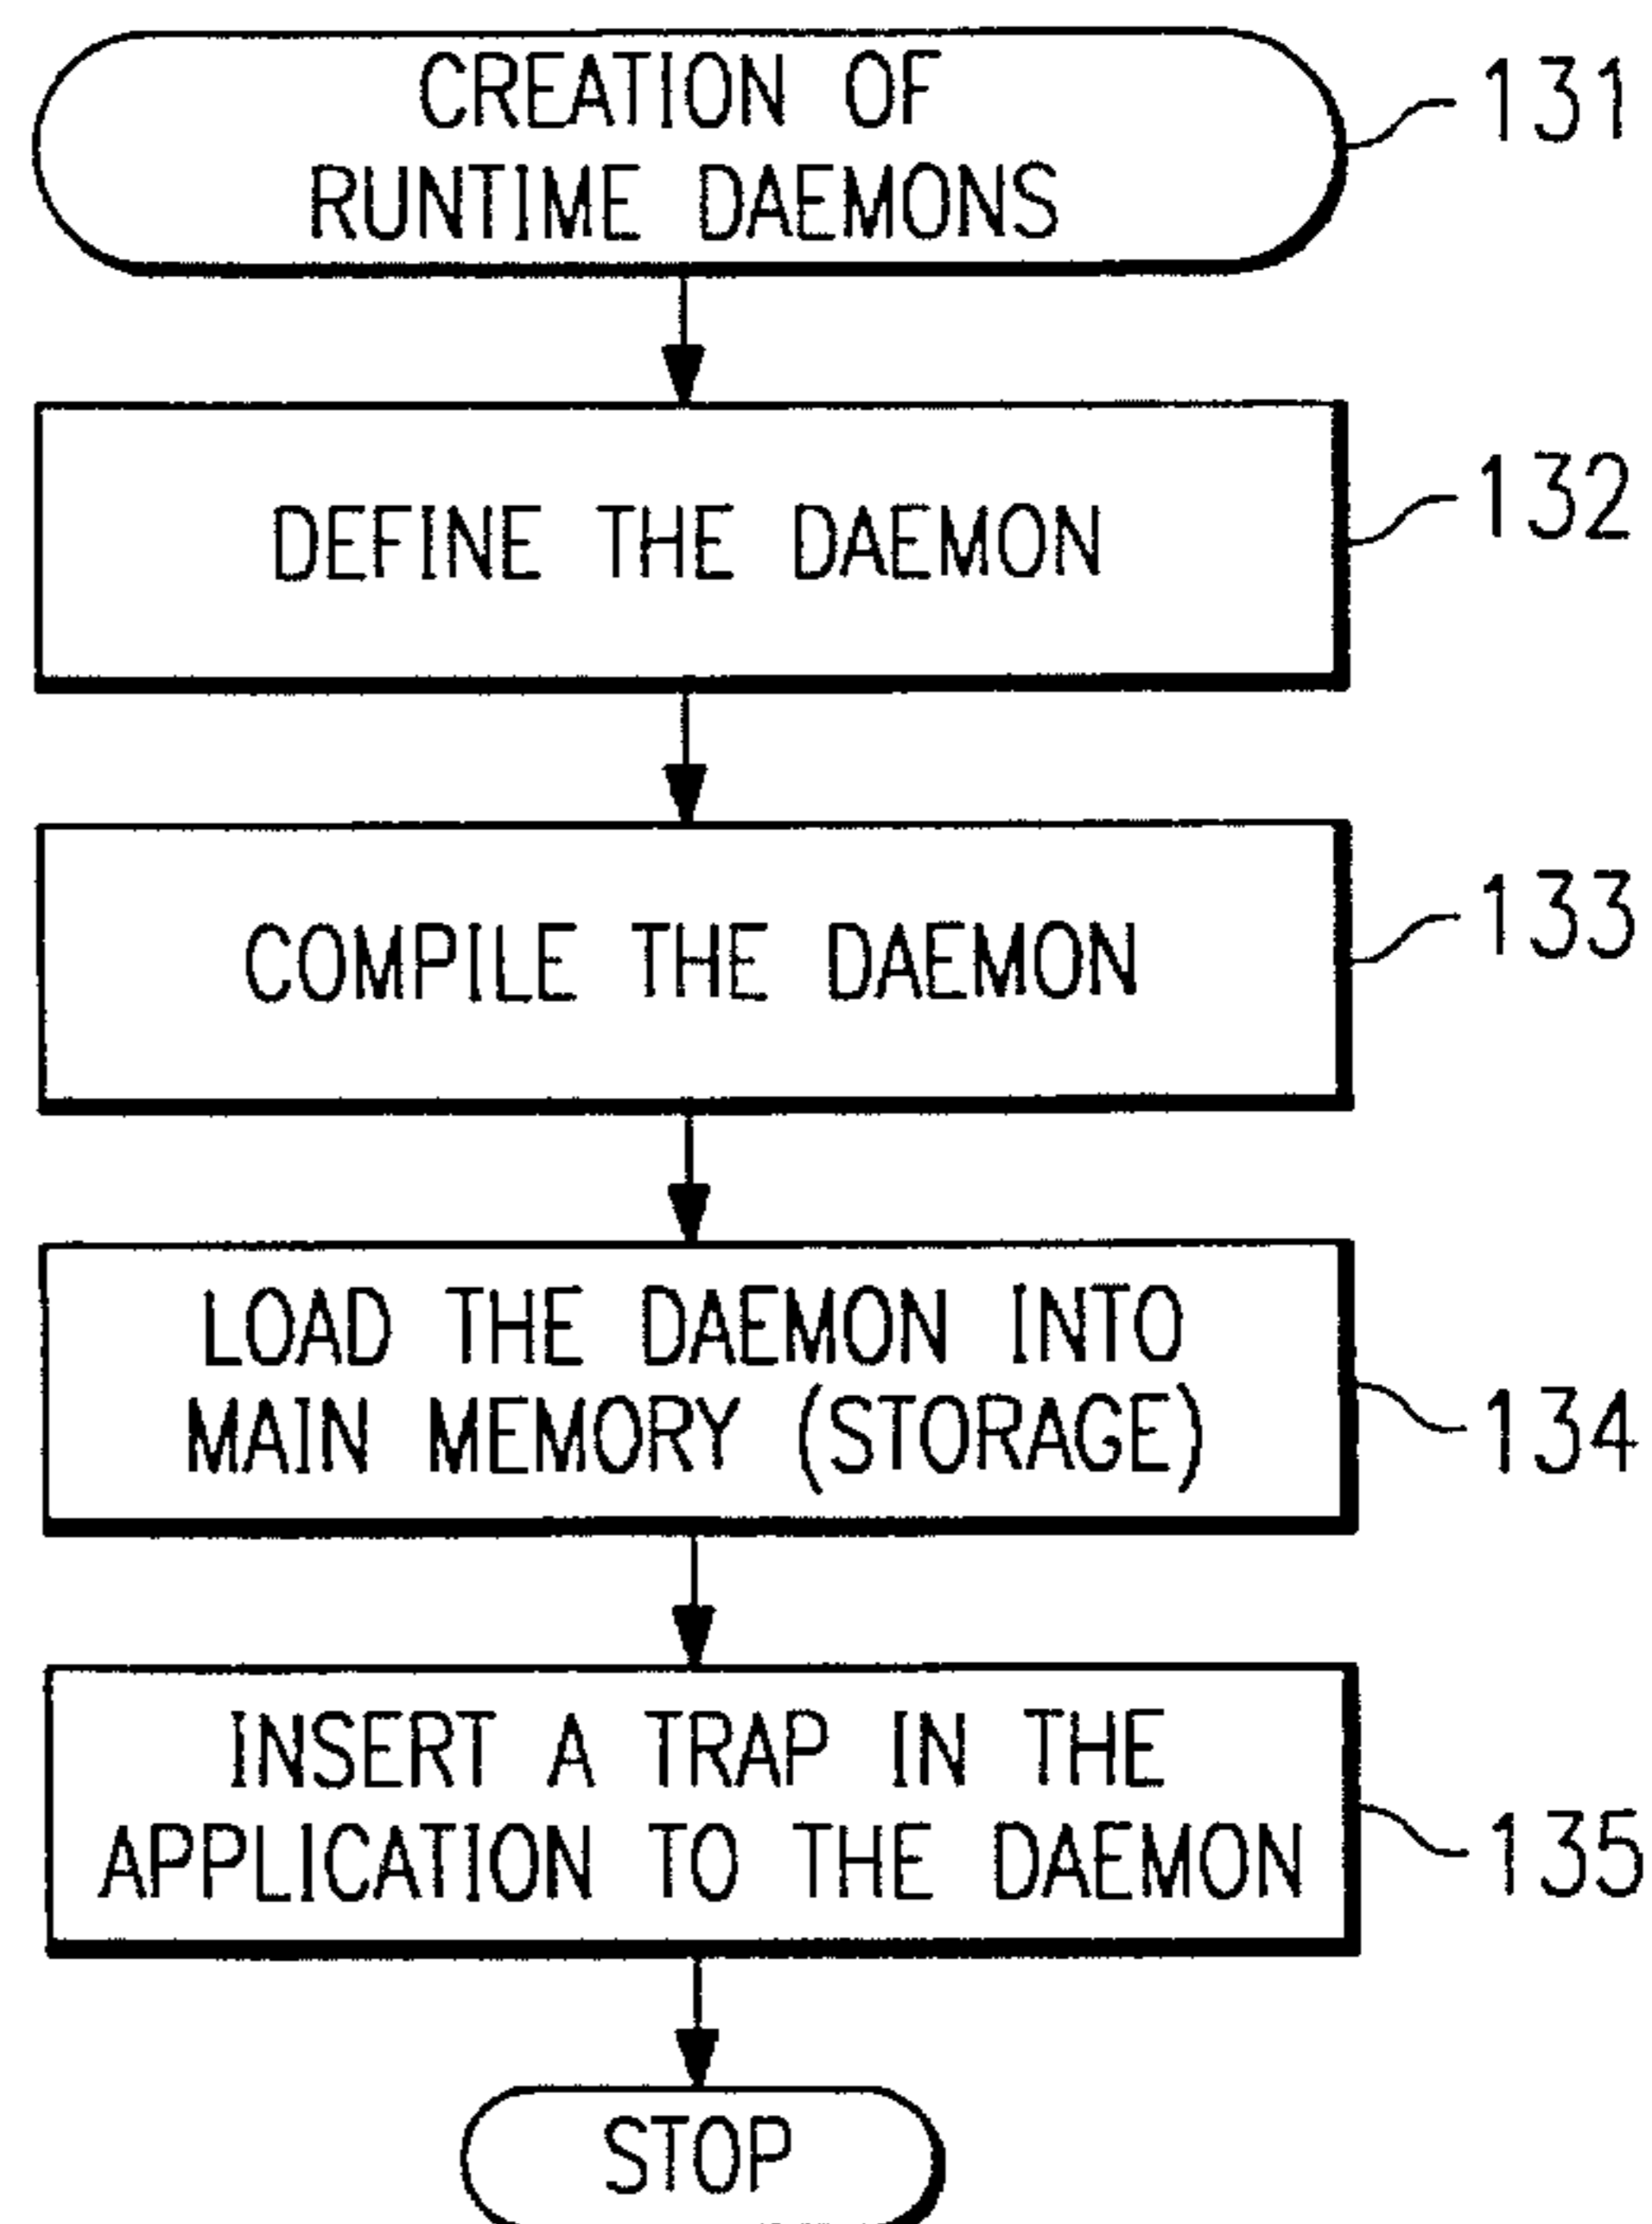 CREATION OF
RUNTIME DAEMONS
131
DEFINE THE DAEMON
132
COMPILE THE DAEMON
133
LOAD THE DAEMON INTO
MAIN MEMORY (STORAGE)
134
INSERT A TRAP IN THE
APPLICATION TO THE DAEMON
135
STOP